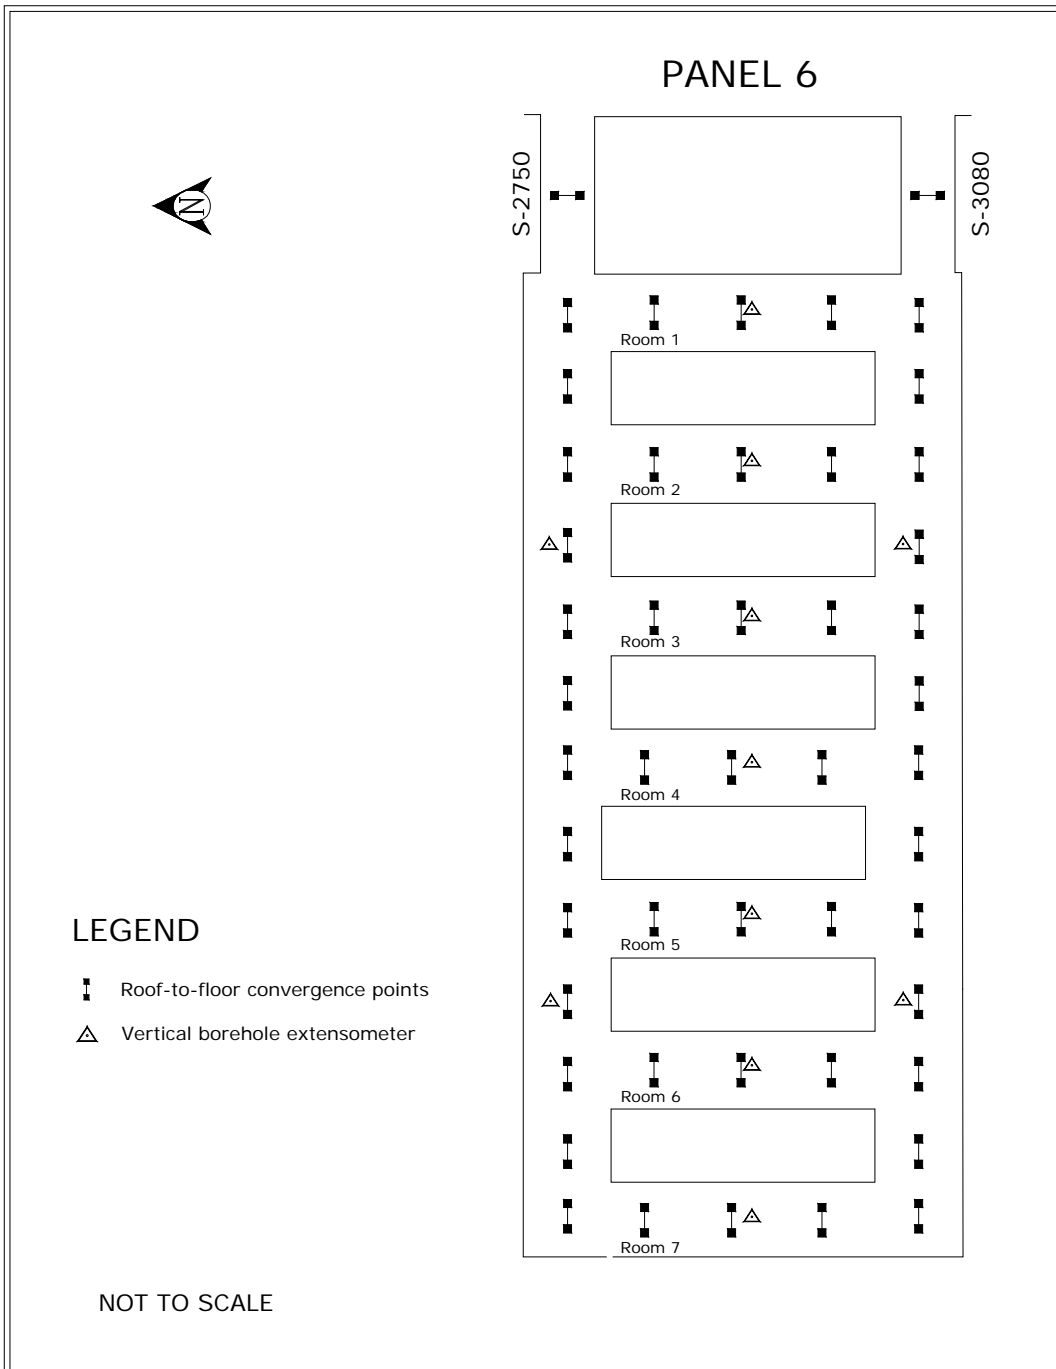 PANEL 6
S-2750
S-3080
N
Room 1
Room 2
Room 3
Room 4
LEGEND
Room 5
Roof-to-floor convergence points
Vertical borehole extensometer
Room 6
Room 7
NOT TO SCALE